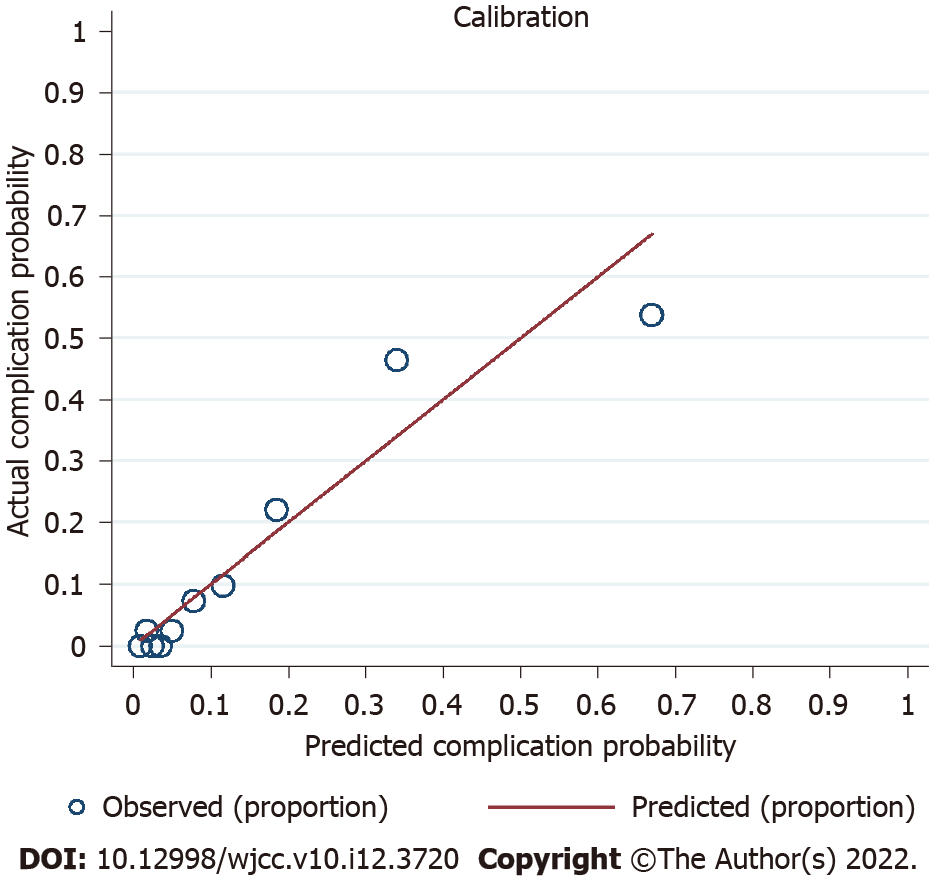 Calibration
Actual complication probability
1
0.9
0.8
0.7
0.6
0.5
0.4
0.3
0.2
0.1
0
0 0.1 0.2 0.3 0.4 0.5 0.6 0.7 0.8 0.9 1
Predicted complication probability
Observed (proportion) Predicted (proportion)
DOI: 10.12998/wjcc.v10.i12.3720 Copyright ©The Author(s) 2022.